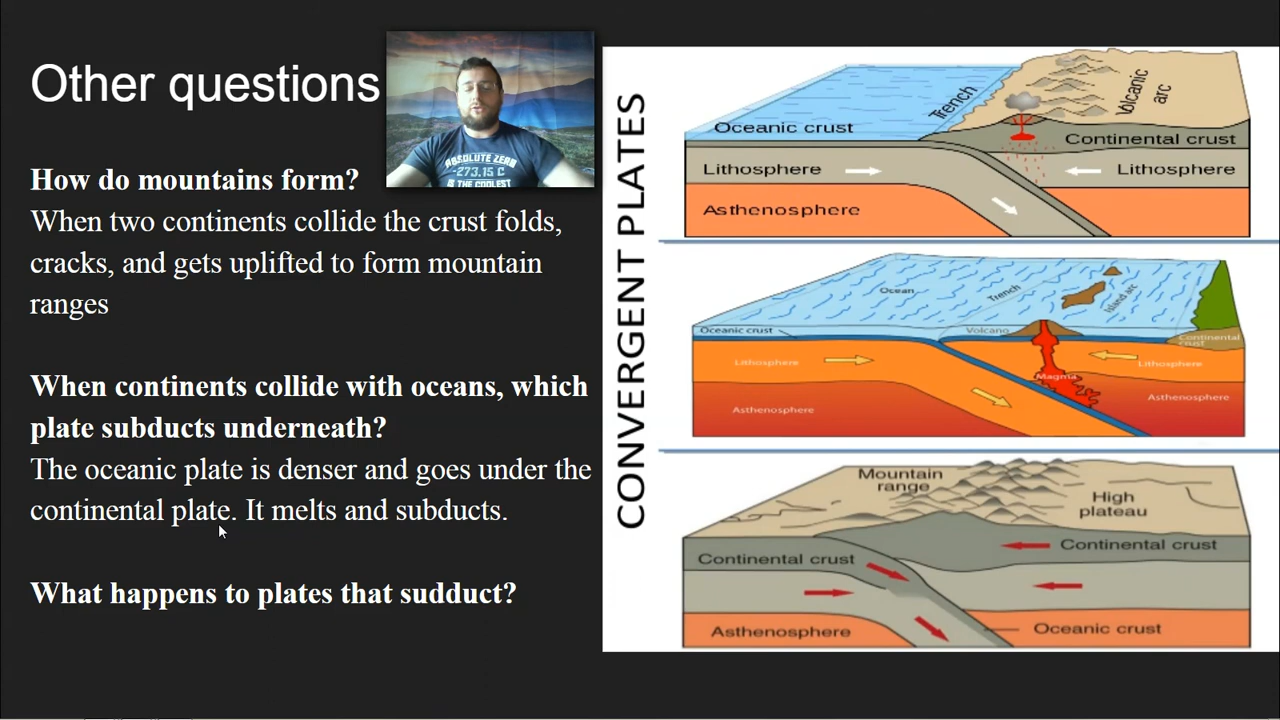 Other questions
ABSOLUTE ZERO
-273.15 C
IS THE COOLEST
How do mountains form?
When two continents collide the crust folds,
cracks, and gets uplifted to form mountain
ranges
When continents collide with oceans, which
plate subducts underneath?
The oceanic plate is denser and goes under the
continental plate. It melts and subducts.
What happens to plates that sudduct?
CONVERGENT PLATES
Trench
Volcanic
arc
Oceanic crust
Continental crust
Lithosphere
Lithosphere
Asthenosphere
Ocean
Trench
Island arc
Oceanic crust
Volcano
Continental
crust
Lithosphere
Lithosphere
Magma
Asthenosphere
Asthenosphere
Mountain
range
High
plateau
Continental crust
Continental crust
Asthenosphere
Oceanic crust